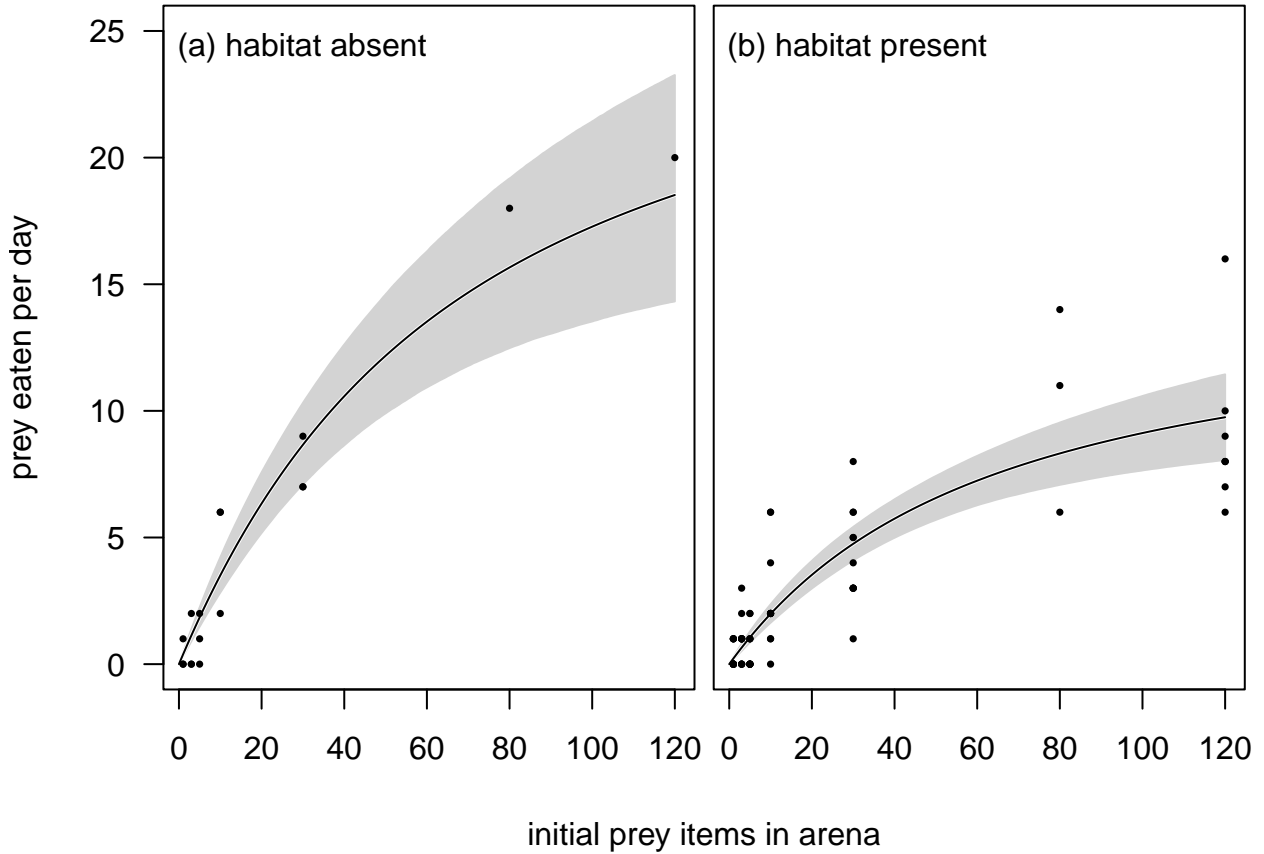 (a) habitat absent
(b) habitat present
25
20
15
10
5
0
prey eaten per day
0 20 40 60 80 100 120
0 20 40 60 80 100 120
initial prey items in arena